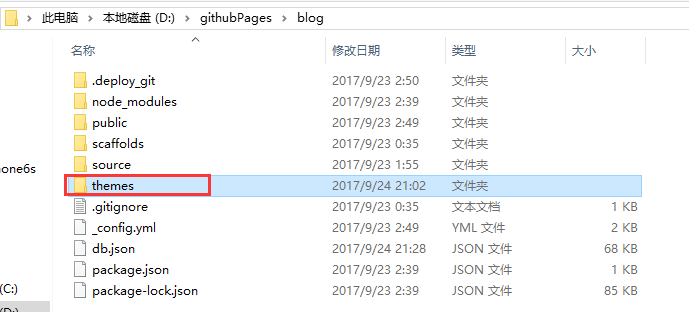 此电脑 > 本地磁盘 (D:) > githubPages > blog
名称 修改日期 类型 大小
.deploy_git 2017/9/23 2:50 文件夹
node_modules 2017/9/23 2:39 文件夹
public 2017/9/23 2:49 文件夹
scaffolds 2017/9/23 0:35 文件夹
source 2017/9/23 1:55 文件夹
one6s
themes 2017/9/24 21:02 文件夹
.gitignore 2017/9/23 0:35 文本文档 1 KB
_config.yml 2017/9/23 2:49 YML 文件 2 KB
db.json 2017/9/24 21:28 JSON 文件 68 KB
package.json 2017/9/23 2:39 JSON 文件 1 KB
(C:)
package-lock.json 2017/9/23 2:39 JSON 文件 85 KB